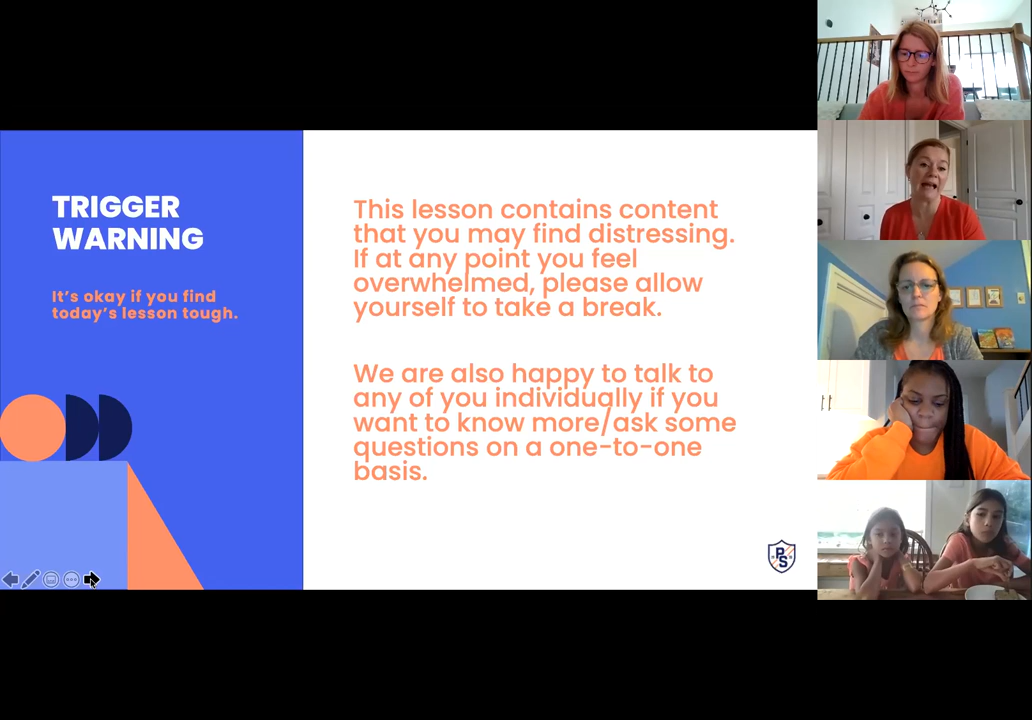 TRIGGER
WARNING
It's okay if you find
today's lesson tough.
This lesson contains content
that you may find distressing.
If at any point you feel
overwhelmed, please allow
yourself to take a break.
We are also happy to talk to
any of you individually if you
want to know more/ask some
questions on a one-to-one
basis.
PS